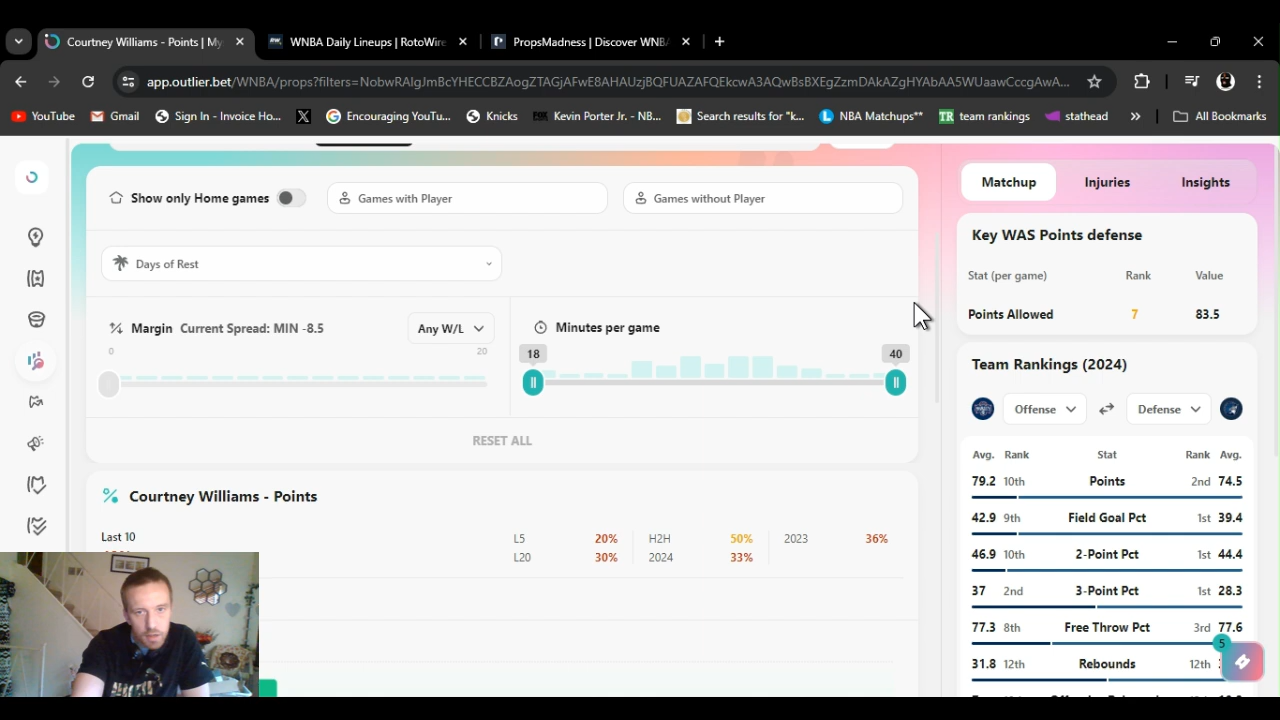 Courtney Williams - Points | My
WNBA Daily Lineups | RotoWire
PropsMadness | Discover WNBA
app.outlier.bet/WNBA/props?filters=NobwRAlgJmBcYHECCBZAogZTAGjAFwE8AHAUzjBQFUAZAFQEkcwA3AQwBsBXEgZzmDAkAZgHYAbAA5WUaawCccgAwA...
YouTube
Gmail
Sign In - Invoice Ho...
Encouraging YouTu...
Knicks
FOX
Kevin Porter Jr. - NB...
Search results for "k...
NBA Matchups**
TR
team rankings
stathead
All Bookmarks
Show only Home games
Games with Player
Games without Player
Days of Rest
Margin Current Spread: MIN -8.5
Any W/L
0
20
Minutes per game
18
40
RESET ALL
Courtney Williams - Points
Last 10
L5 20% H2H 50% 2023 36%
L20 30% 2024 33%
Matchup
Injuries
Insights
Key WAS Points defense
Stat (per game) Rank Value
Points Allowed 7 83.5
Team Rankings (2024)
Offense
Defense
Avg. Rank Stat Rank Avg.
79.2 10th Points 2nd 74.5
42.9 9th Field Goal Pct 1st 39.4
46.9 10th 2-Point Pct 1st 44.4
37 2nd 3-Point Pct 1st 28.3
77.3 8th Free Throw Pct 3rd 77.6
31.8 12th Rebounds 12th
5